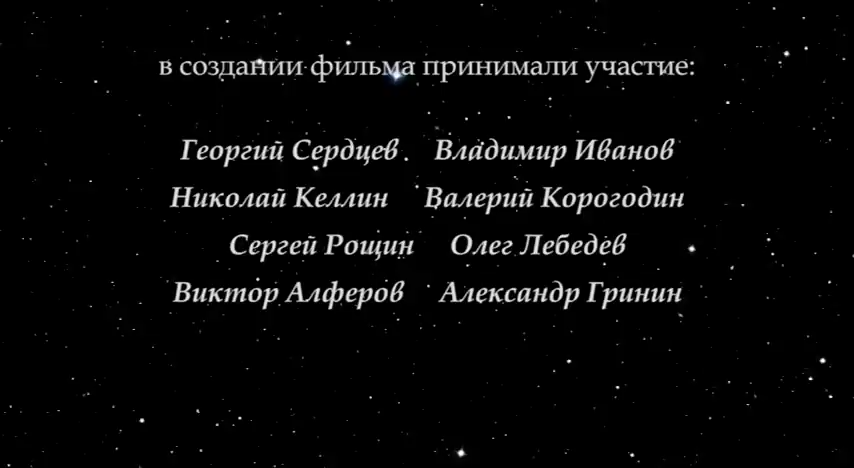 в создании фильма принимали участие:
Георгий Сердцев Владимир Иванов
Николай Келлин Валерий Корогодин
Сергей Рощин Олег Лебедев
Виктор Алферов Александр Гринин